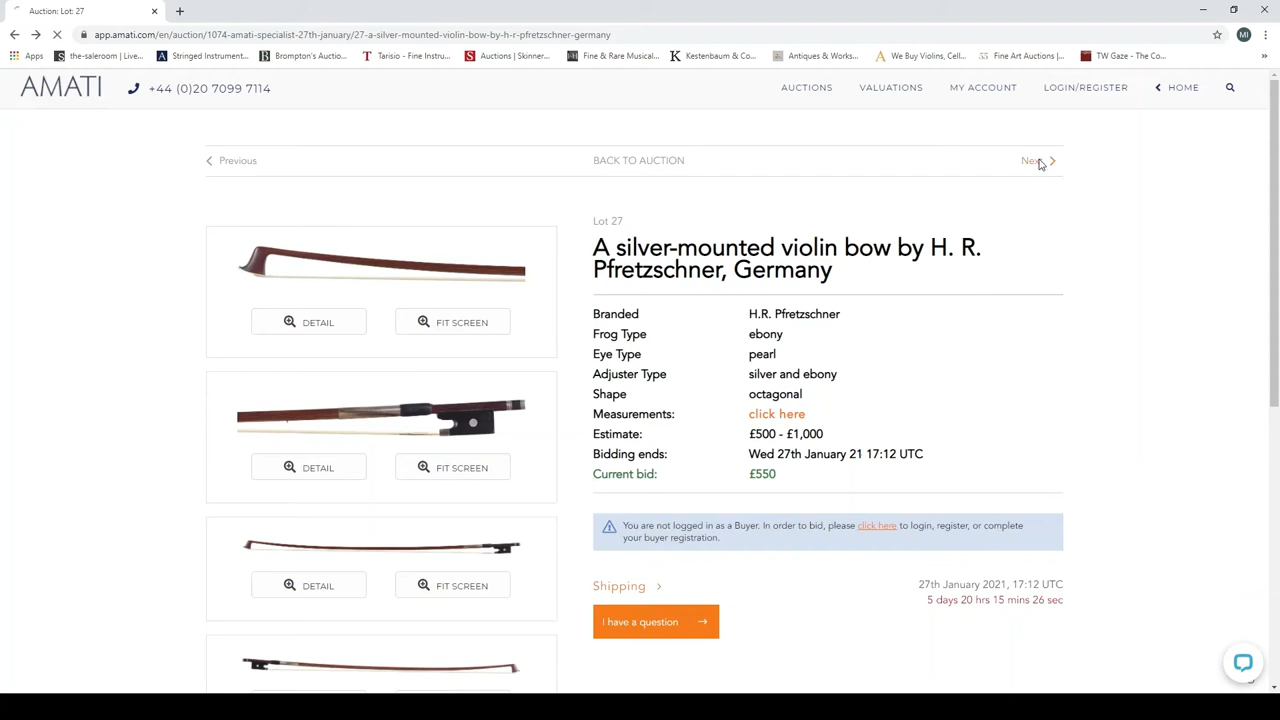 Auction: Lot: 27
app.amati.com/en/auction/1074-amati-specialist-27th-january/27-a-silver-mounted-violin-bow-by-h-r-pfretzschner-germany
MI
Apps
the-saleroom | Live...
Stringed Instrument...
Brompton's Auctio...
Tarisio - Fine Instru...
Auctions | Skinner...
Fine & Rare Musical...
Kestenbaum & Co...
Antiques & Works...
We Buy Violins, Cell...
Fine Art Auctions |...
TW Gaze - The Co...
AMATI
+44 (0)20 7099 7114
AUCTIONS
VALUATIONS
MY ACCOUNT
LOGIN/REGISTER
HOME
Previous
BACK TO AUCTION
Next
Lot 27
A silver-mounted violin bow by H. R.
Pfretzschner, Germany
Branded H.R. Pfretzschner
Frog Type ebony
Eye Type pearl
Adjuster Type silver and ebony
Shape octagonal
Measurements: click here
Estimate: £500 - £1,000
Bidding ends: Wed 27th January 21 17:12 UTC
Current bid: £550
You are not logged in as a Buyer. In order to bid, please click here to login, register, or complete
your buyer registration.
Shipping
27th January 2021, 17:12 UTC
5 days 20 hrs 15 mins 26 sec
I have a question
DETAIL
FIT SCREEN
DETAIL
FIT SCREEN
DETAIL
FIT SCREEN